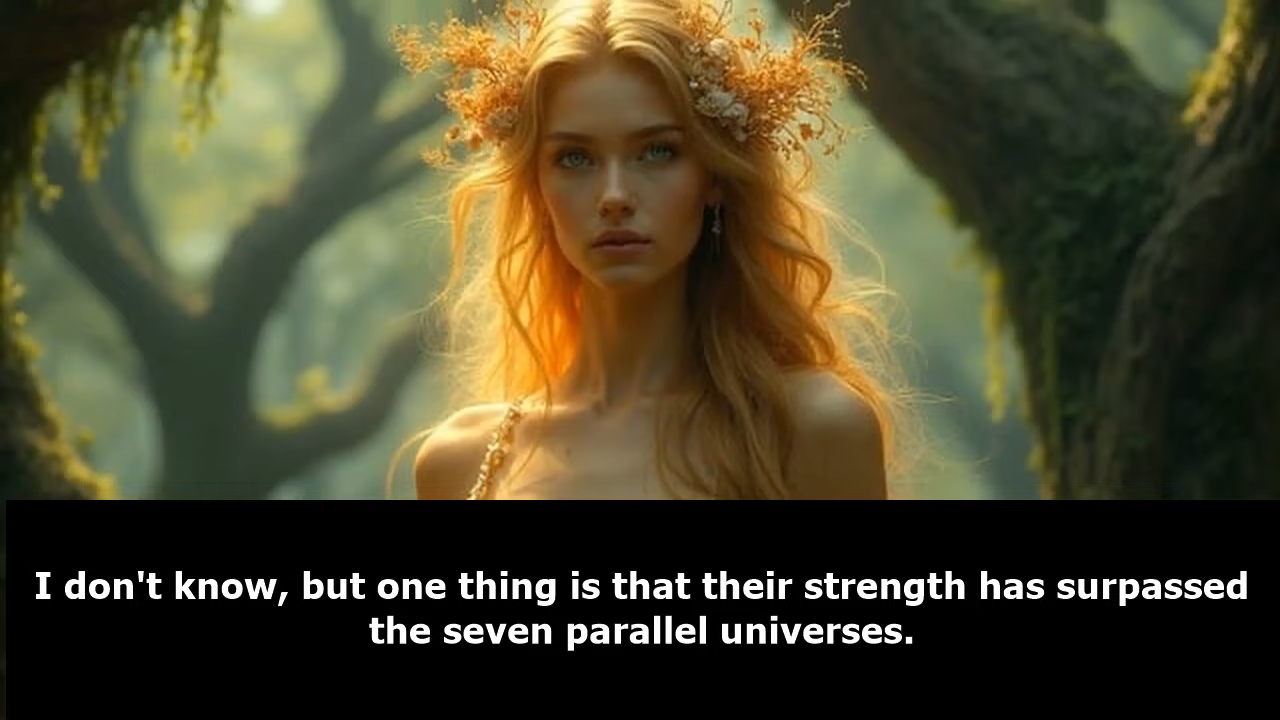 I don't know, but one thing is that their strength has surpassed
the seven parallel universes.